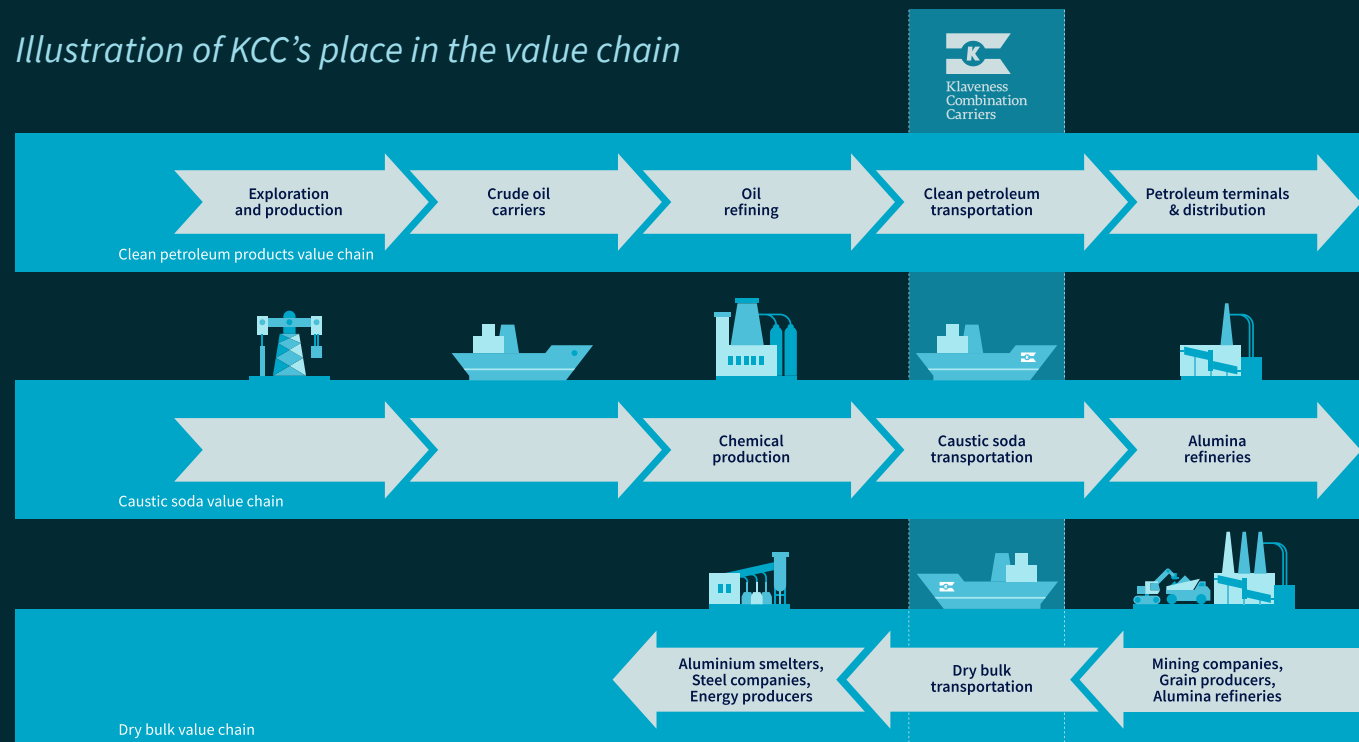 Illustration of KCC’s place in the value chain
K
Klaveness
Combination
Carriers
Exploration
and production
Crude oil
carriers
Oil
refining
Clean petroleum
transportation
Petroleum terminals
& distribution
Clean petroleum products value chain
Chemical
production
Caustic soda
transportation
Alumina
refineries
Caustic soda value chain
Aluminium smelters,
Steel companies,
Energy producers
Dry bulk
transportation
Mining companies,
Grain producers,
Alumina refineries
Dry bulk value chain